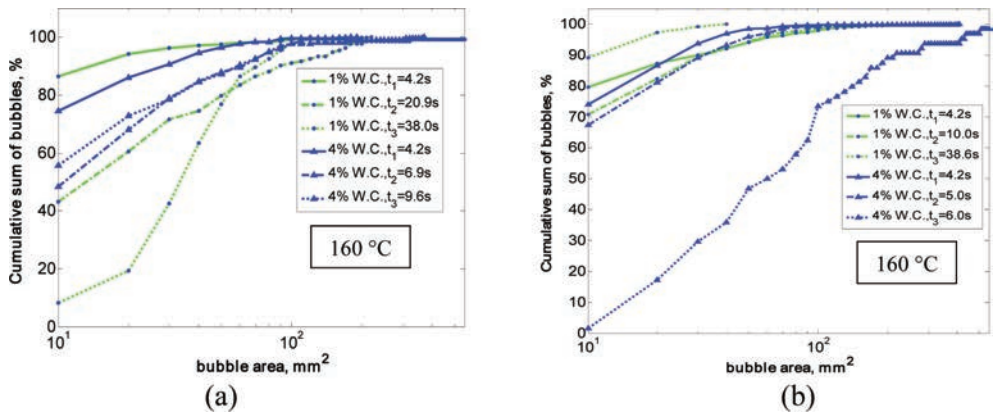 100
80
60
40
20
0
Cumulative sum of bubbles, %
1% W.C.,t1=4.2s
1% W.C.,t2=20.9s
1% W.C.,t3=38.0s
4% W.C.,t1=4.2s
4% W.C.,t2=6.9s
4% W.C.,t3=9.6s
160 °C
10^1
10^2
bubble area, mm^2
(a)
100
90
80
70
60
50
40
30
20
10
0
Cumulative sum of bubbles, %
1% W.C.,t1=4.2s
1% W.C.,t2=10.0s
1% W.C.,t3=38.6s
4% W.C.,t1=4.2s
4% W.C.,t2=5.0s
4% W.C.,t3=6.0s
160 °C
10^1
10^2
bubble area, mm^2
(b)